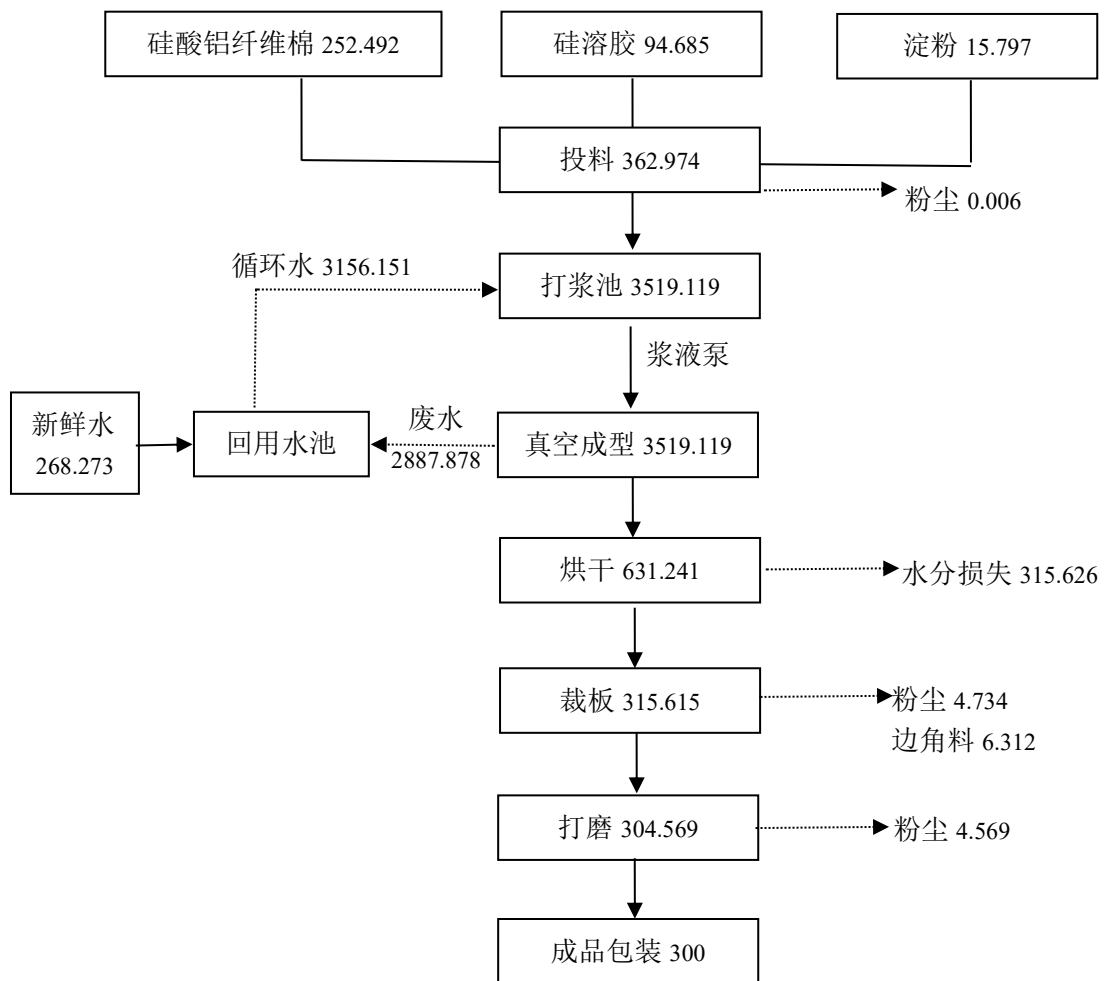 硅酸铝纤维棉 252.492
硅溶胶 94.685
淀粉 15.797
投料 362.974
粉尘 0.006
循环水 3156.151
打浆池 3519.119
浆液泵
新鲜水
268.273
回用水池
废水
2887.878
真空成型 3519.119
烘干 631.241
水分损失 315.626
裁板 315.615
粉尘 4.734
边角料 6.312
打磨 304.569
粉尘 4.569
成品包装 300